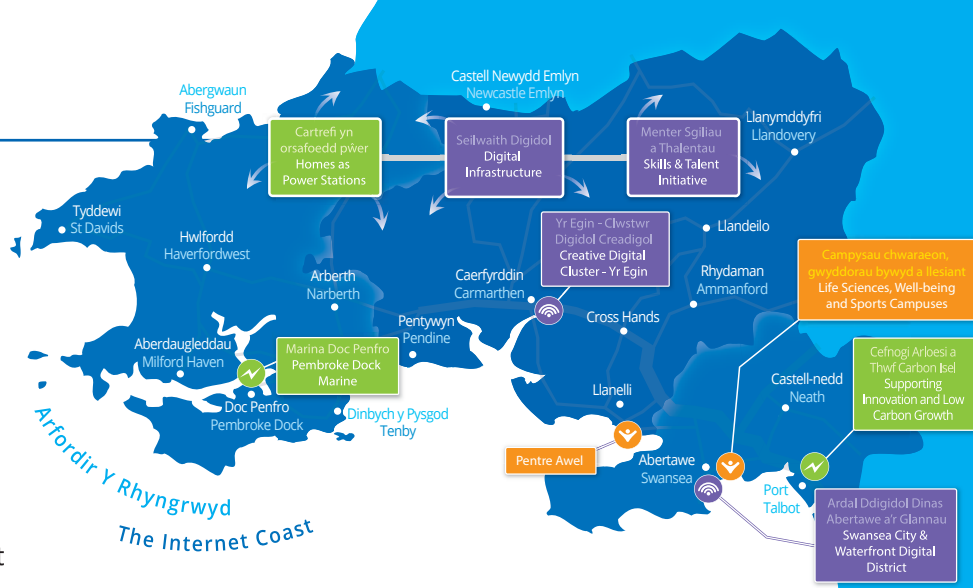 Castell Newydd Emlyn
Newcastle Emlyn
Abergwaun
Fishguard
Cartrefi yn
orsafoedd pŵer
Homes as
Power Stations
Seilwaith Digidol
Digital
Infrastructure
Menter Sgiliau
a Thalentau
Skills & Talent
Initiative
Llanymddyfri
Llandovery
Tyddewi
St Davids
Hwlfordd
Haverfordwest
Arberth
Narberth
Yr Egin - Clwstwr
Digidol Creadigol
Creative Digital
Cluster - Yr Egin
Llandeilo
Caerfyrddin
Carmarthen
Rhydaman
Ammanford
Campysau chwaraeon,
gwyddorau bywyd a llesiant
Life Sciences, Well-being
and Sports Campuses
Cross Hands
Pentywyn
Pendine
Aberdaugleddau
Milford Haven
Marina Doc Penfro
Pembroke Dock
Marine
Cefnogi Arloesi a
Thwf Carbon Isel
Supporting
Innovation and Low
Carbon Growth
Castell-nedd
Neath
Llanelli
Doc Penfro
Pembroke Dock
Dinbych y Pysgod
Tenby
Pentre Awel
Abertawe
Swansea
Port
Talbot
Ardal Ddigidol Dinas
Abertawe a'r Glannau
Swansea City &
Waterfront Digital
District
Arfordir Y Rhyngrwyd
The Internet Coast